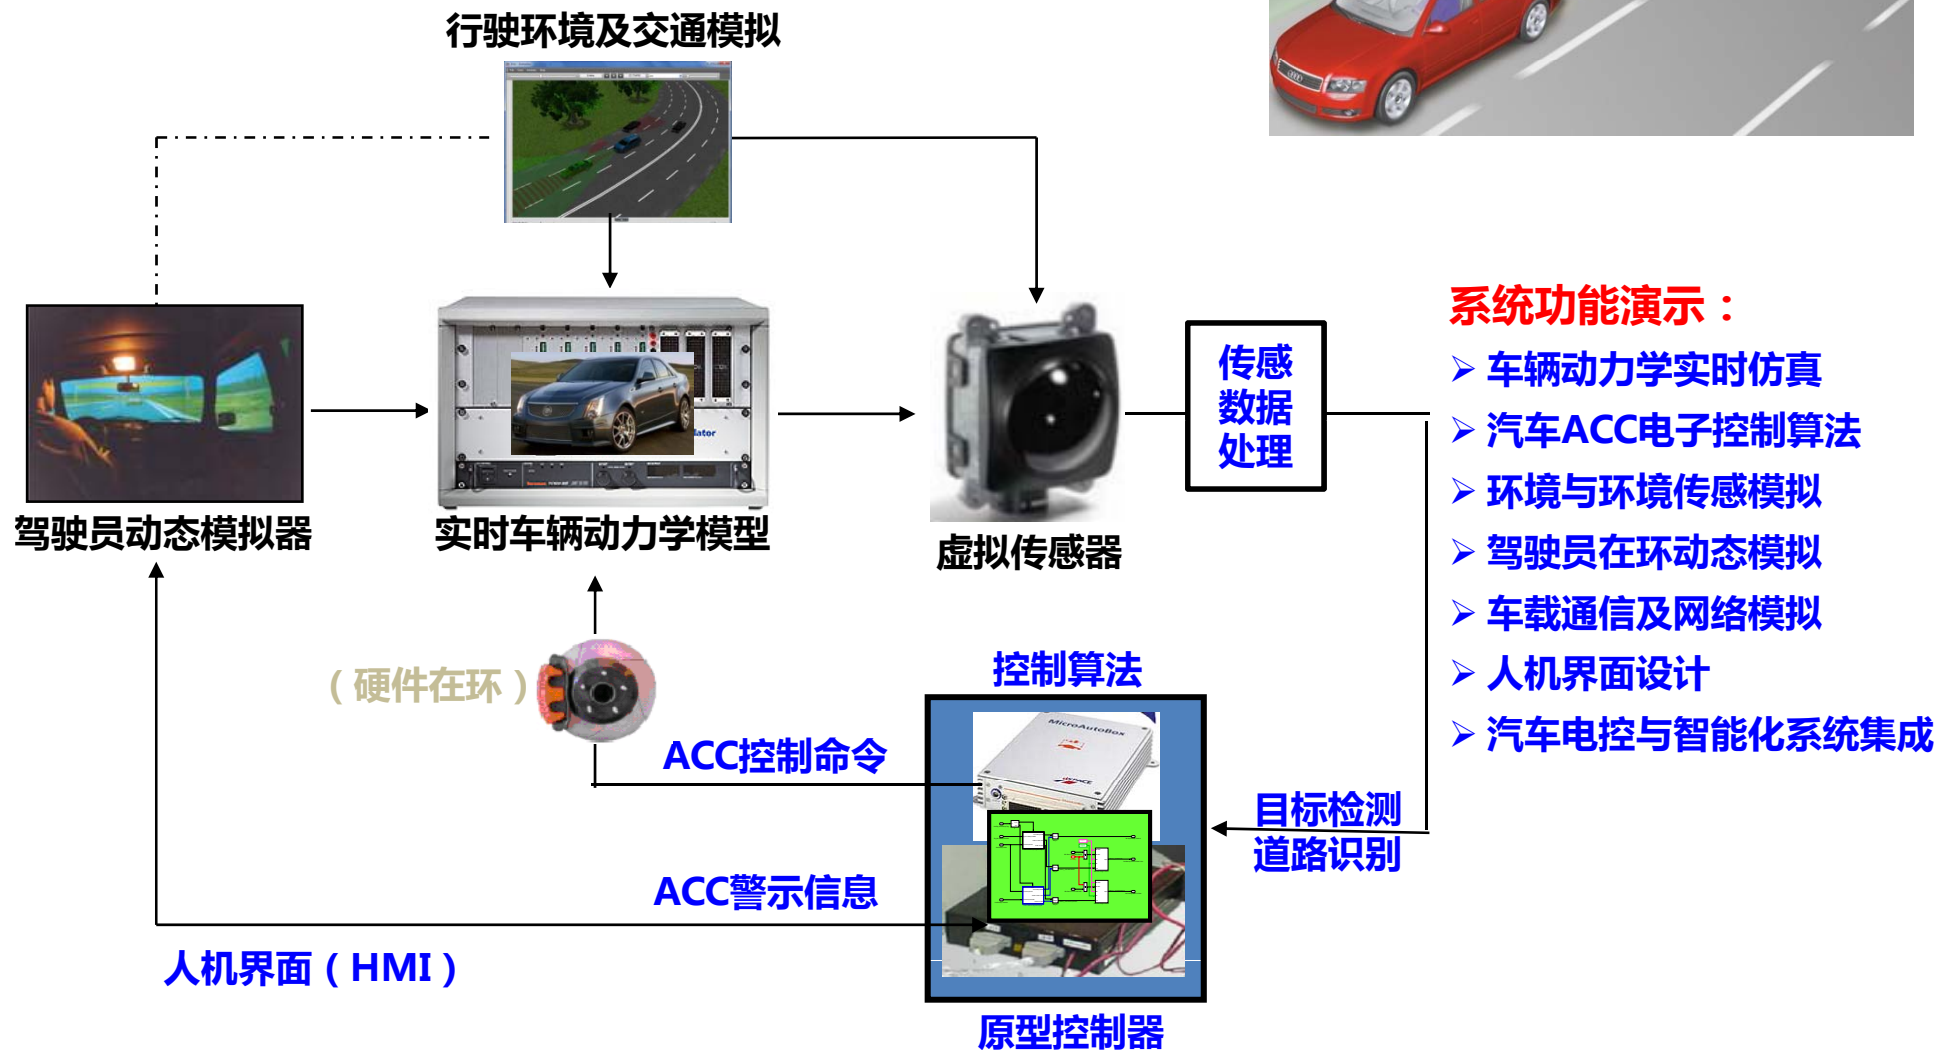 行驶环境及交通模拟
驾驶员动态模拟器
实时车辆动力学模型
虚拟传感器
传感
数据
处理
系统功能演示：
➢ 车辆动力学实时仿真
➢ 汽车ACC电子控制算法
➢ 环境与环境传感模拟
➢ 驾驶员在环动态模拟
➢ 车载通信及网络模拟
➢ 人机界面设计
➢ 汽车电控与智能化系统集成
（硬件在环）
控制算法
MicroAutoBox
ACC控制命令
目标检测
道路识别
ACC警示信息
人机界面（HMI）
原型控制器